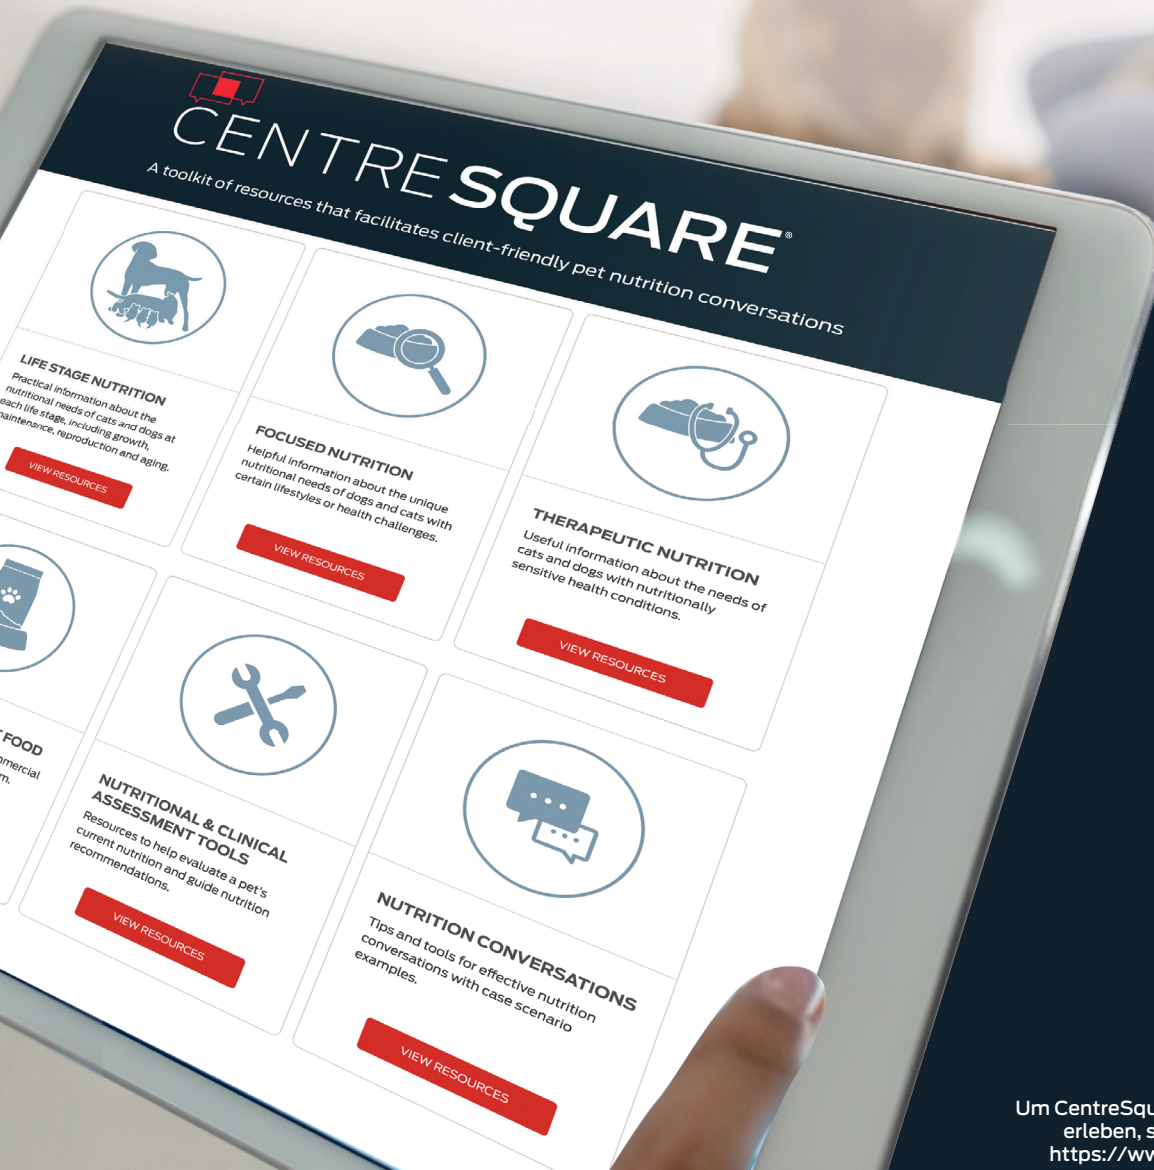 CENTRE SQUARE®
A toolkit of resources that facilitates client-friendly pet nutrition conversations
LIFE STAGE NUTRITION
Practical information about the
nutritional needs of cats and dogs at
each life stage, including growth,
maintenance, reproduction and aging.
VIEW RESOURCES
FOCUSED NUTRITION
Helpful information about the unique
nutritional needs of dogs and cats with
certain lifestyles or health challenges.
VIEW RESOURCES
THERAPEUTIC NUTRITION
Useful information about the needs of
cats and dogs with nutritionally
sensitive health conditions.
VIEW RESOURCES
FOOD
NUTRITIONAL & CLINICAL
ASSESSMENT TOOLS
Resources to help evaluate a pet's
current nutrition and guide nutrition
recommendations.
VIEW RESOURCES
NUTRITION CONVERSATIONS
Tips and tools for effective nutrition
conversations with case scenario
examples.
VIEW RESOURCES
Um CentreSqu
erleben, s
https://ww